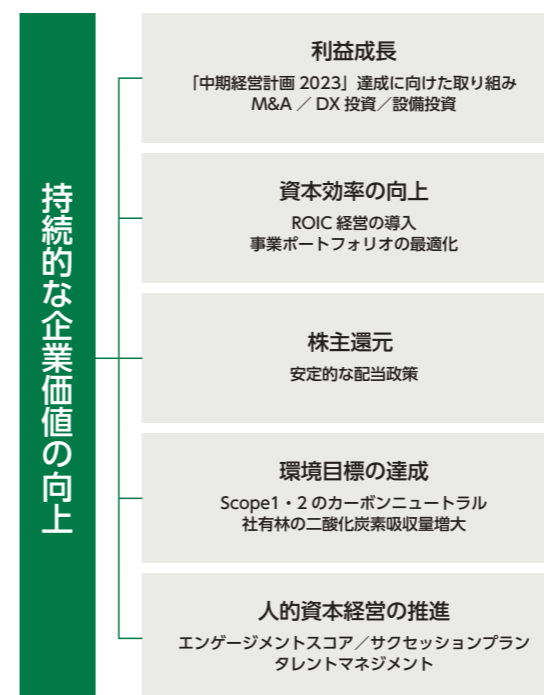 持続的な企業価値の向上
利益成長
「中期経営計画 2023」達成に向けた取り組み
M&A ／ DX 投資／設備投資
資本効率の向上
ROIC 経営の導入
事業ポートフォリオの最適化
株主還元
安定的な配当政策
環境目標の達成
Scope1・2 のカーボンニュートラル
社有林の二酸化炭素吸収量増大
人的資本経営の推進
エンゲージメントスコア／サクセッションプラン
タレントマネジメント